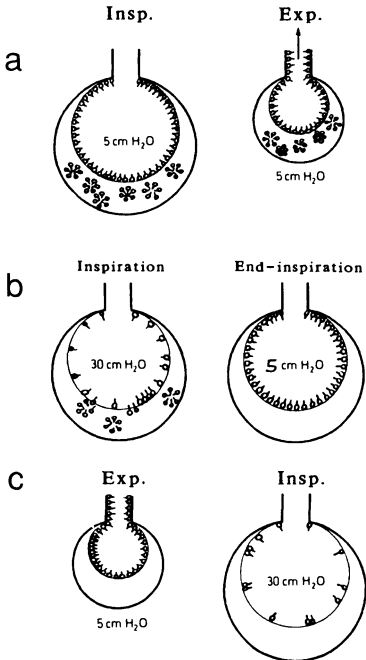 Insp.
Exp.
a
5 cm H₂O
5 cm H₂O
Inspiration
End-inspiration
b
30 cm H₂O
5 cm H₂O
c
Exp.
Insp.
30 cm H₂O
5 cm H₂O